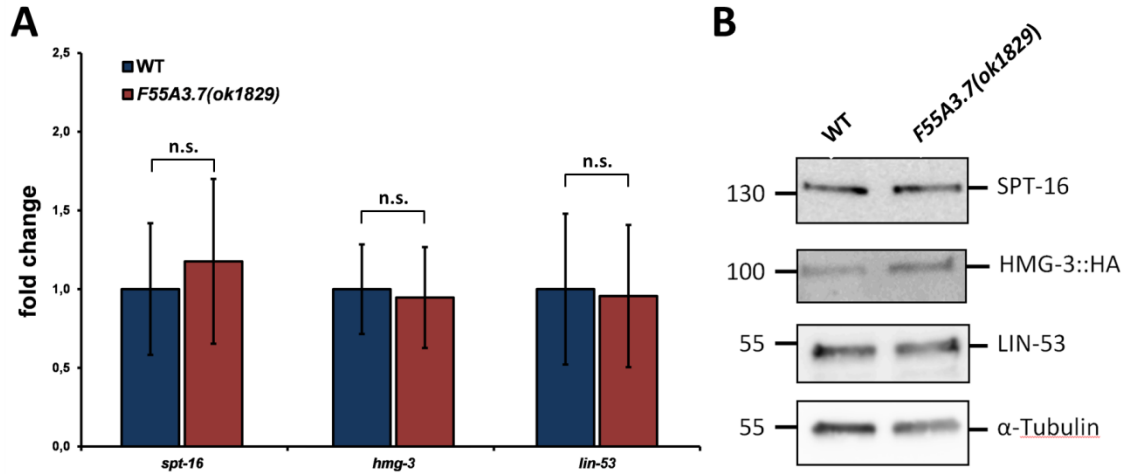 A
2,5
2,0
1,5
1,0
0,5
0,0
fold change
WT
F55A3.7(ok1829)
n.s.
n.s.
n.s.
spt-16
hmg-3
lin-53
B
WT
F55A3.7(ok1829)
130
SPT-16
100
HMG-3::HA
55
LIN-53
55
α-Tubulin